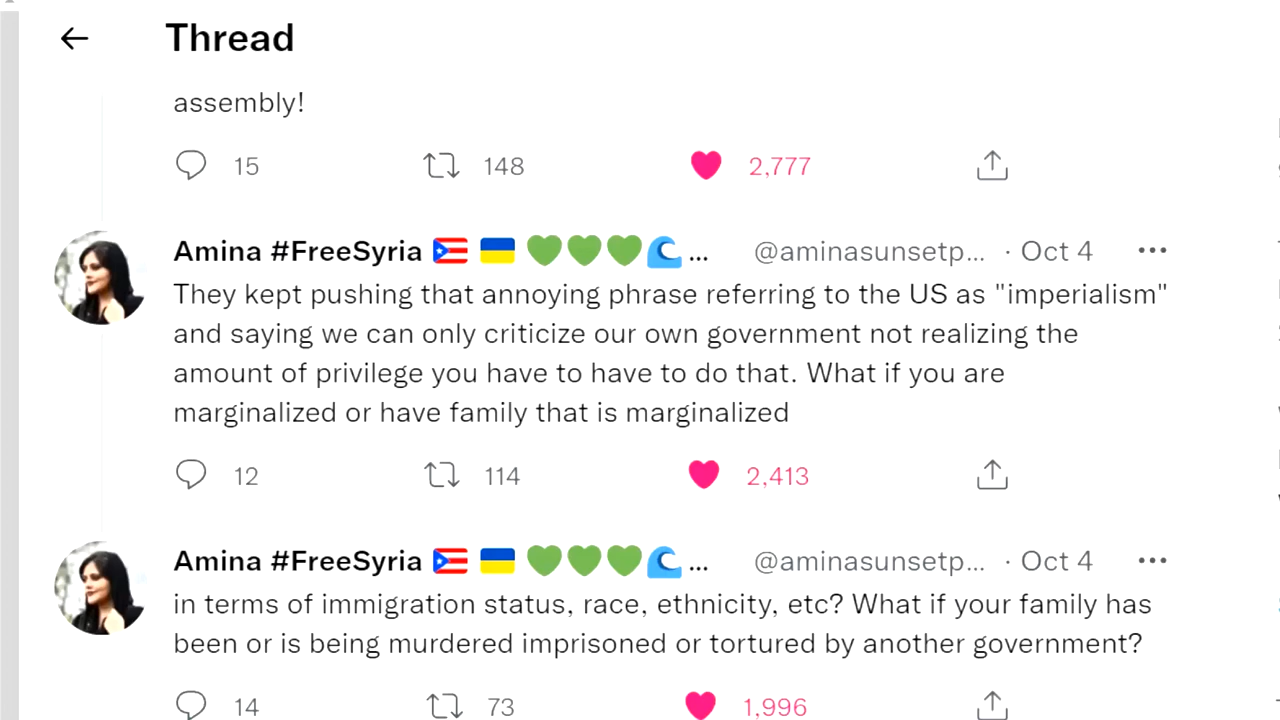 Thread
assembly!
15 148 2,777
Amina #FreeSyria 🇵🇷 🇺🇦 💚💚💚🌊... @aminasunsetp... · Oct 4
They kept pushing that annoying phrase referring to the US as "imperialism"
and saying we can only criticize our own government not realizing the
amount of privilege you have to have to do that. What if you are
marginalized or have family that is marginalized
12 114 2,413
Amina #FreeSyria 🇵🇷 🇺🇦 💚💚💚🌊... @aminasunsetp... · Oct 4
in terms of immigration status, race, ethnicity, etc? What if your family has
been or is being murdered imprisoned or tortured by another government?
14 73 1,996